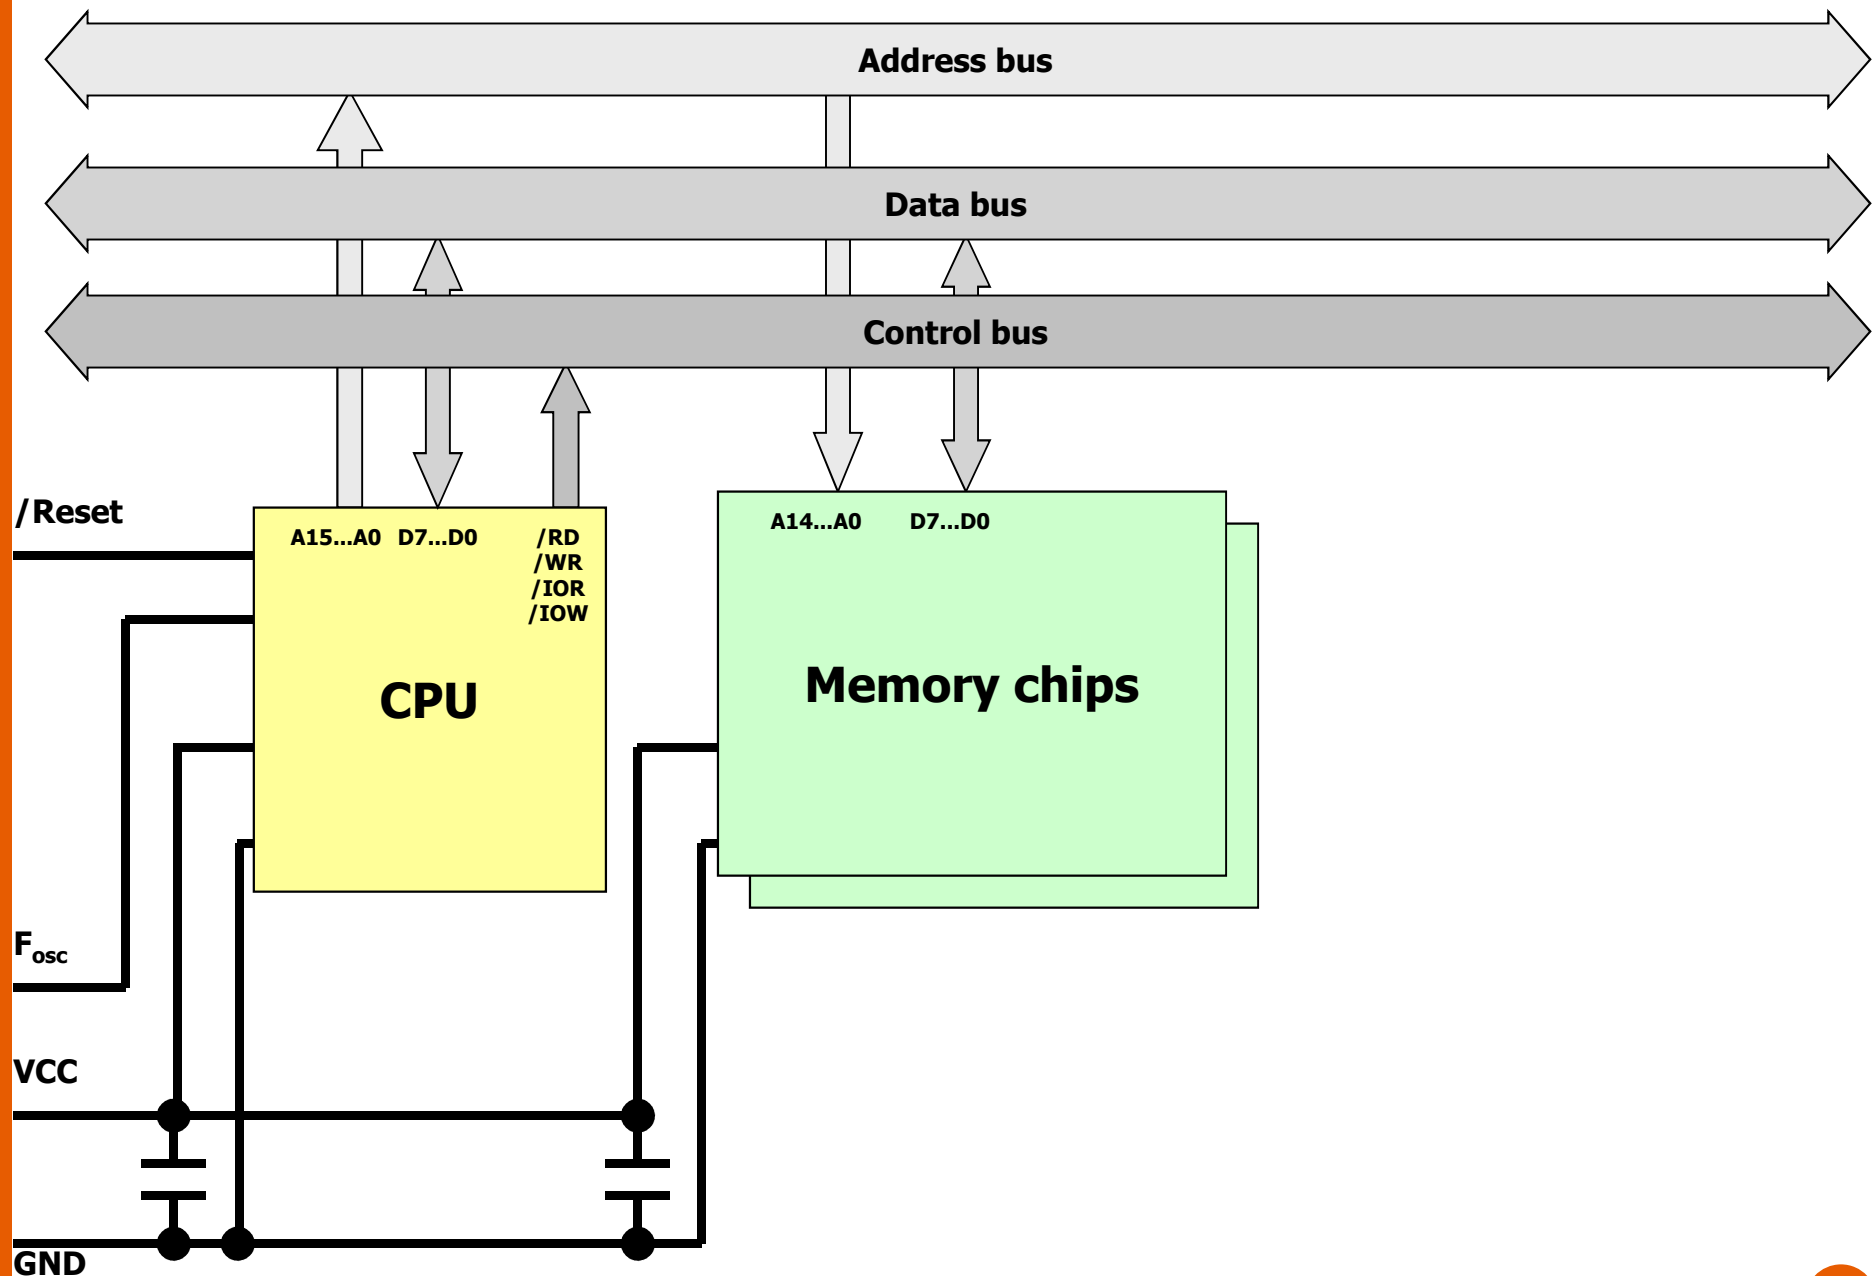 Address bus
Data bus
Control bus
/Reset
A15...A0 D7...D0 /RD
/WR
/IOR
/IOW
CPU
A14...A0 D7...D0
Memory chips
Fosc
VCC
GND